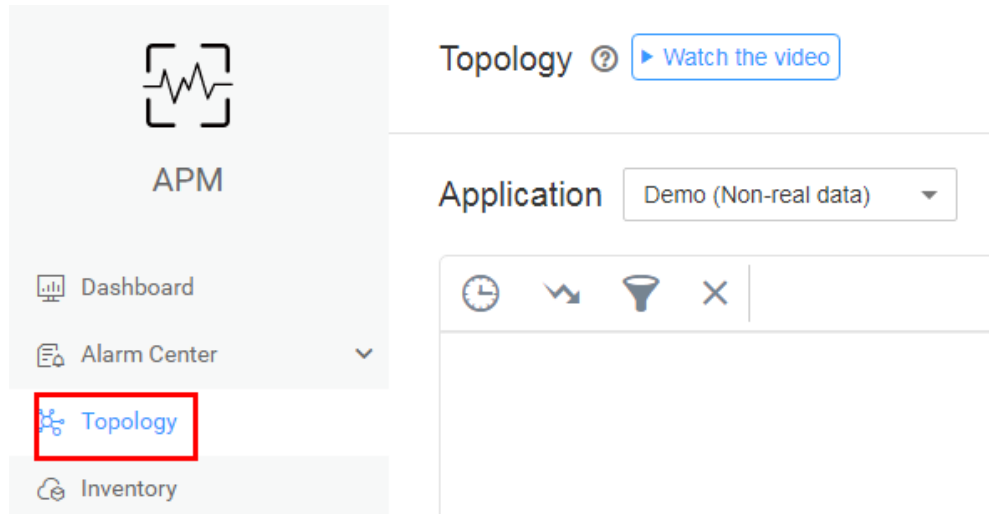 APM
Dashboard
Alarm Center
Topology
Inventory
Topology ? Watch the video
Application Demo (Non-real data)